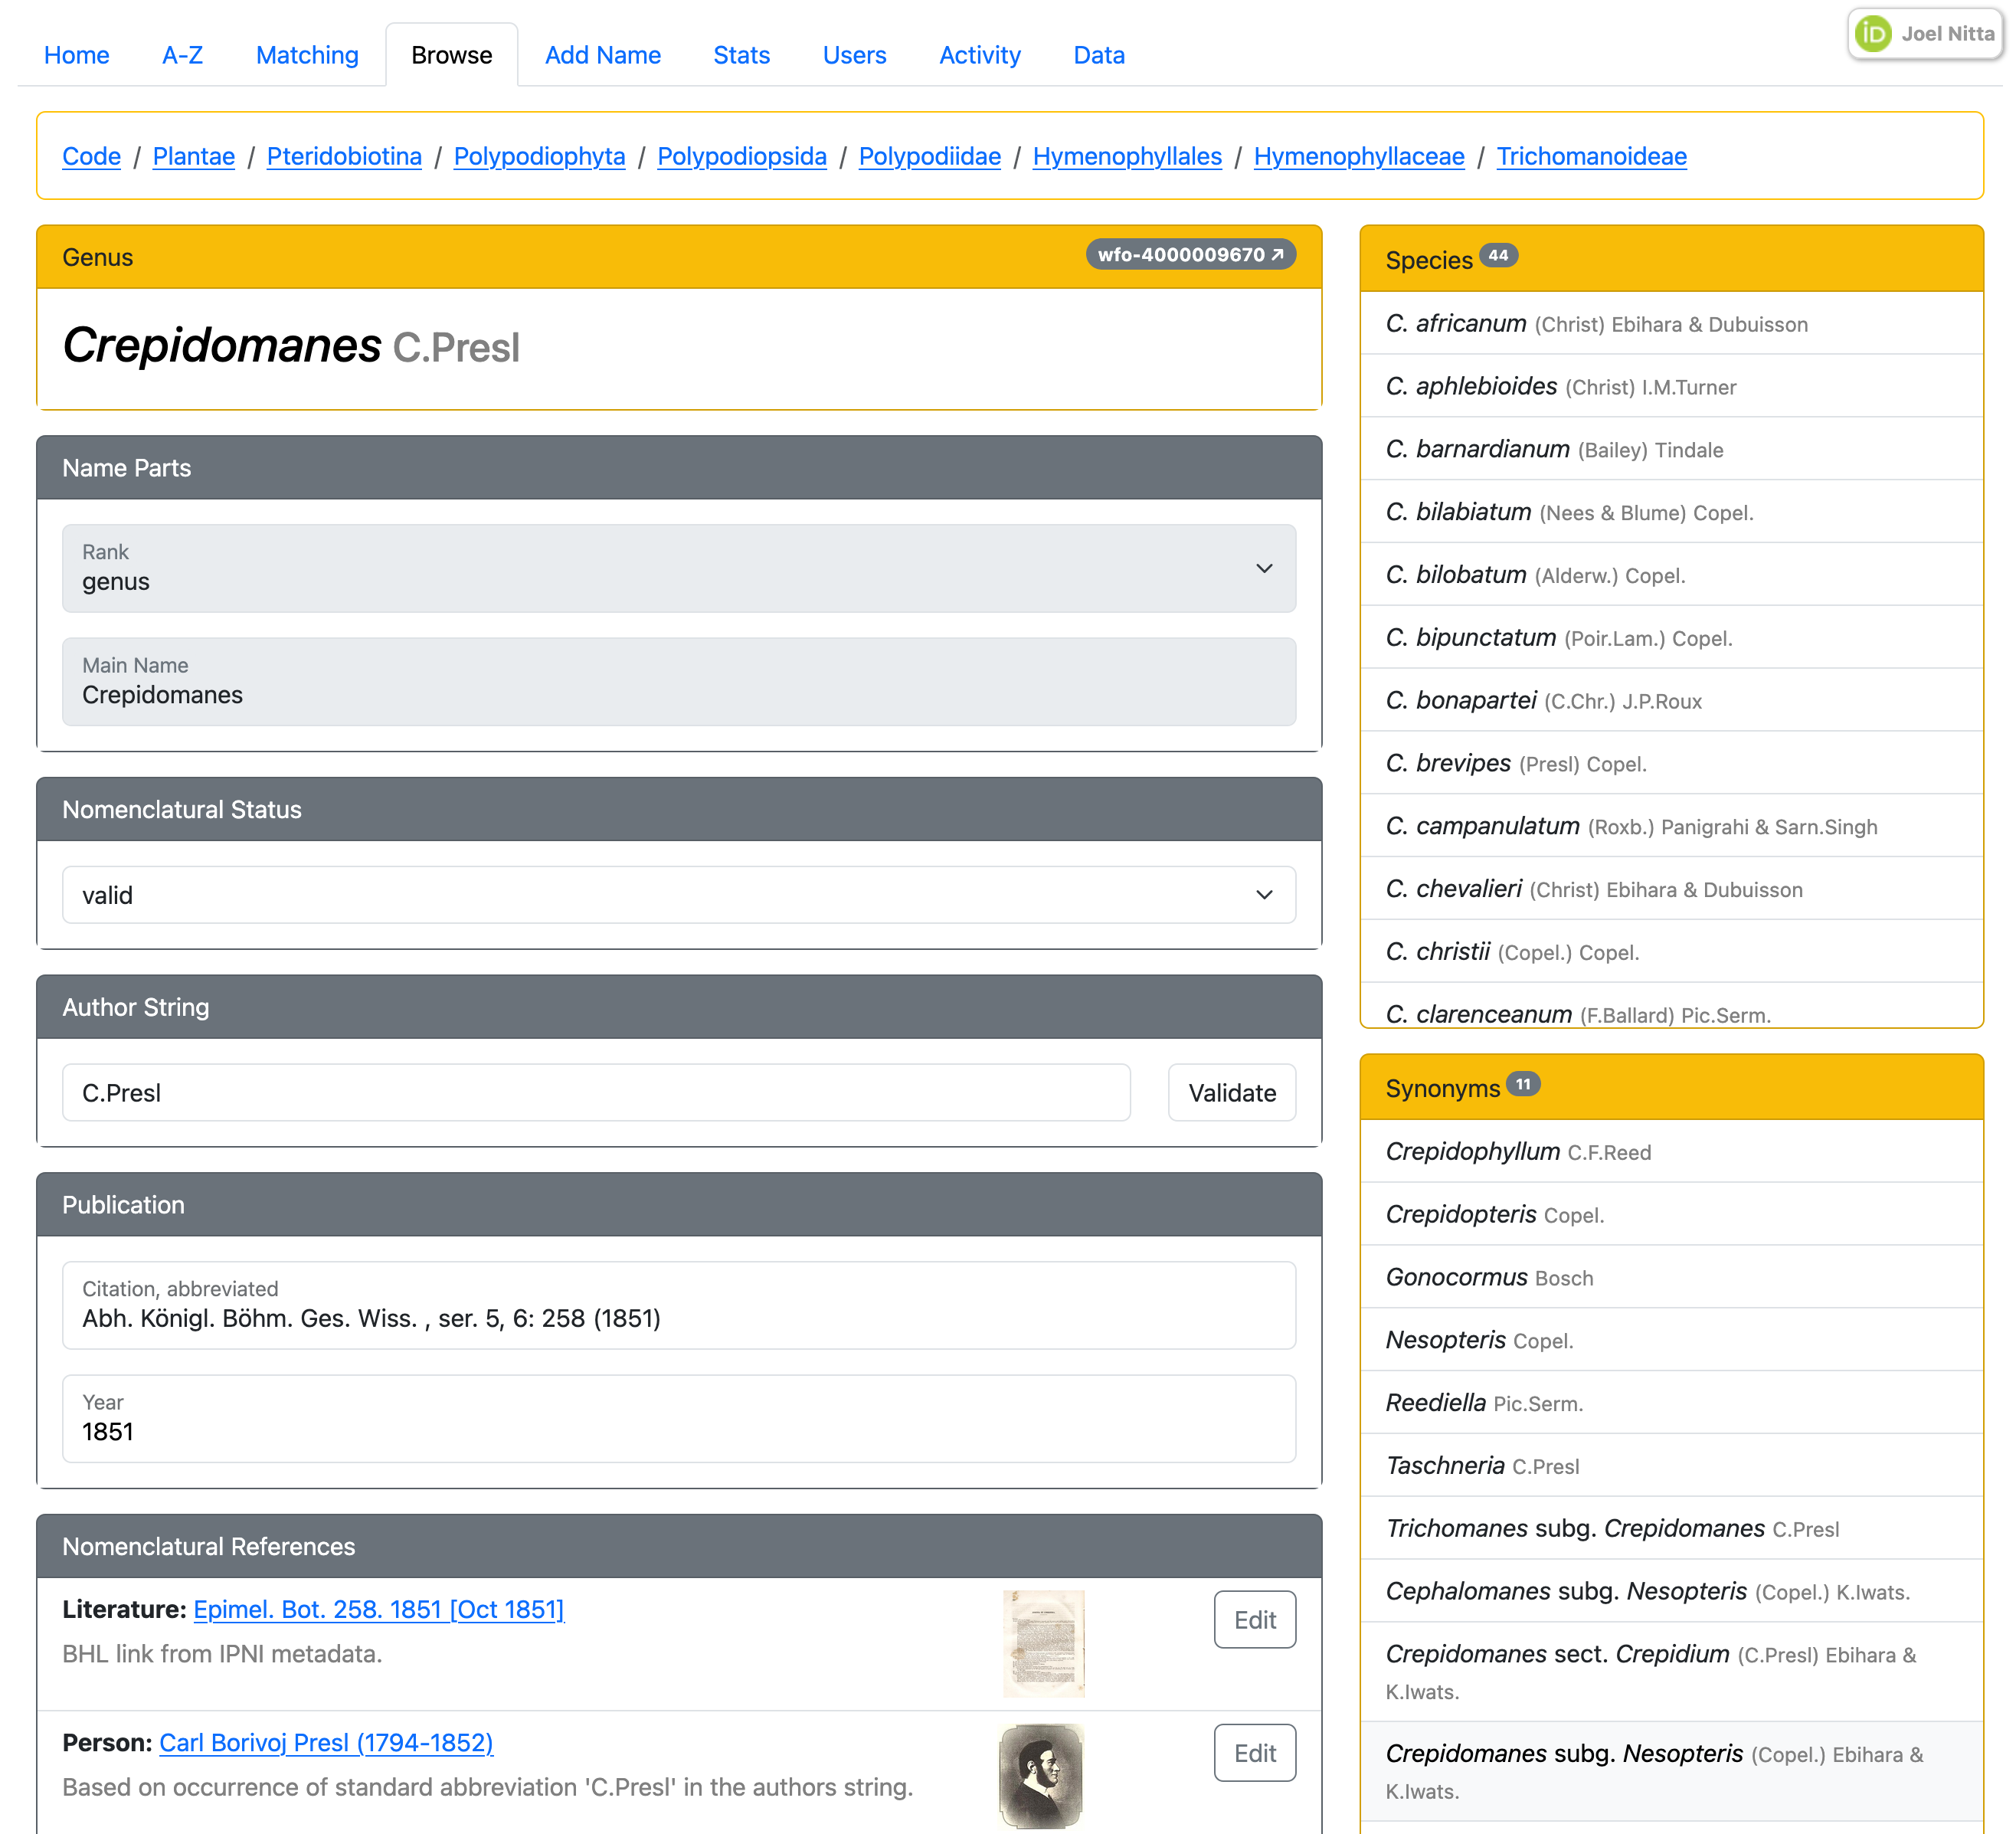 Home A-Z Matching Browse Add Name Stats Users Activity Data
iD Joel Nitta
Code / Plantae / Pteridobiotina / Polypodiophyta / Polypodiopsida / Polypodiidae / Hymenophyllales / Hymenophyllaceae / Trichomanoideae
Genus
wfo-4000009670 ↗
Crepidomanes C.Presl
Name Parts
Rank
genus
Main Name
Crepidomanes
Nomenclatural Status
valid
Author String
C.Presl
Validate
Publication
Citation, abbreviated
Abh. Königl. Böhm. Ges. Wiss. , ser. 5, 6: 258 (1851)
Year
1851
Nomenclatural References
Literature: Epimel. Bot. 258. 1851 [Oct 1851]
Edit
BHL link from IPNI metadata.
Person: Carl Borivoj Presl (1794-1852)
Edit
Based on occurrence of standard abbreviation 'C.Presl' in the authors string.
Species 44
C. africanum (Christ) Ebihara & Dubuisson
C. aphlebioides (Christ) I.M.Turner
C. barnardianum (Bailey) Tindale
C. bilabiatum (Nees & Blume) Copel.
C. bilobatum (Alderw.) Copel.
C. bipunctatum (Poir.Lam.) Copel.
C. bonapartei (C.Chr.) J.P.Roux
C. brevipes (Presl) Copel.
C. campanulatum (Roxb.) Panigrahi & Sarn.Singh
C. chevalieri (Christ) Ebihara & Dubuisson
C. christii (Copel.) Copel.
C. clarenceanum (F.Ballard) Pic.Serm.
Synonyms 11
Crepidophyllum C.F.Reed
Crepidopteris Copel.
Gonocormus Bosch
Nesopteris Copel.
Reediella Pic.Serm.
Taschneria C.Presl
Trichomanes subg. Crepidomanes C.Presl
Cephalomanes subg. Nesopteris (Copel.) K.Iwats.
Crepidomanes sect. Crepidium (C.Presl) Ebihara &
K.Iwats.
Crepidomanes subg. Nesopteris (Copel.) Ebihara &
K.Iwats.